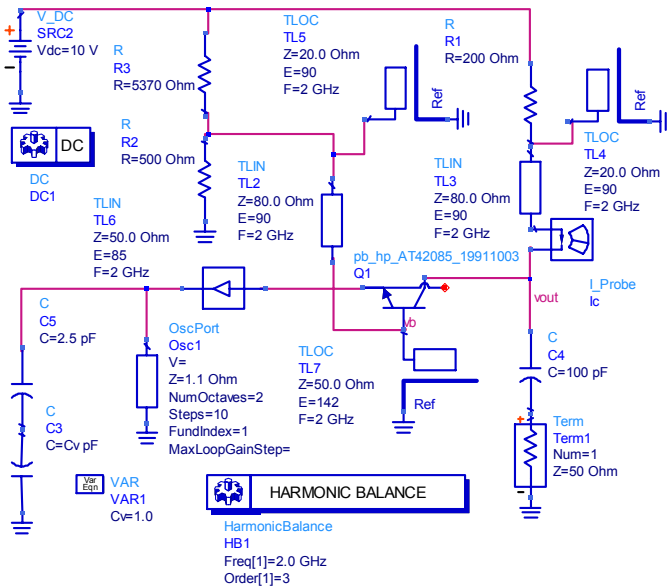 V_DC
SRC2
Vdc=10 V
R
R3
R=5370 Ohm
TLOC
TL5
Z=20.0 Ohm
E=90
F=2 GHz
Ref
R
R1
R=200 Ohm
Ref
DC
DC
DC1
R
R2
R=500 Ohm
TLIN
TL2
Z=80.0 Ohm
E=90
F=2 GHz
TLIN
TL3
Z=80.0 Ohm
E=90
F=2 GHz
TLOC
TL4
Z=20.0 Ohm
E=90
F=2 GHz
TLIN
TL6
Z=50.0 Ohm
E=85
F=2 GHz
pb_hp_AT42085_19911003
Q1
I_Probe
Ic
vout
vb
C
C5
C=2.5 pF
OscPort
Osc1
V=
Z=1.1 Ohm
NumOctaves=2
Steps=10
FundIndex=1
MaxLoopGainStep=
TLOC
TL7
Z=50.0 Ohm
E=142
F=2 GHz
Ref
C
C4
C=100 pF
C
C3
C=Cv pF
Term
Term1
Num=1
Z=50 Ohm
Var
Eqn
VAR
VAR1
Cv=1.0
HARMONIC BALANCE
HarmonicBalance
HB1
Freq[1]=2.0 GHz
Order[1]=3